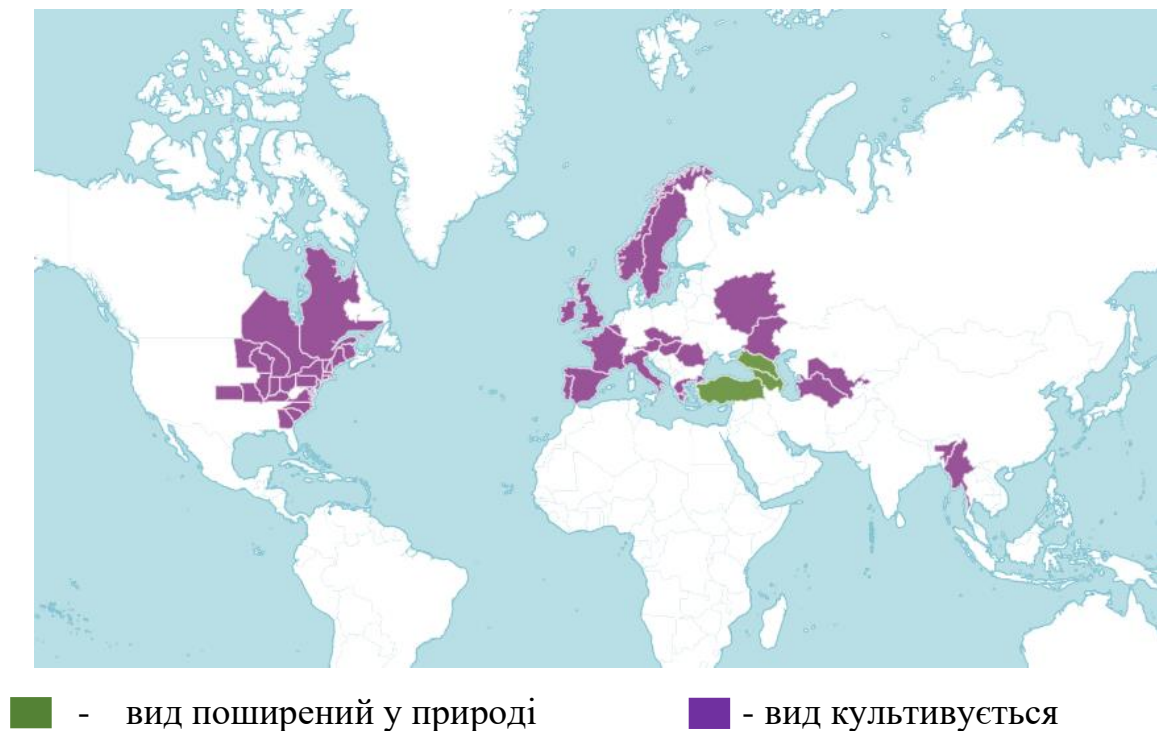 - вид поширений у природі - вид культивується